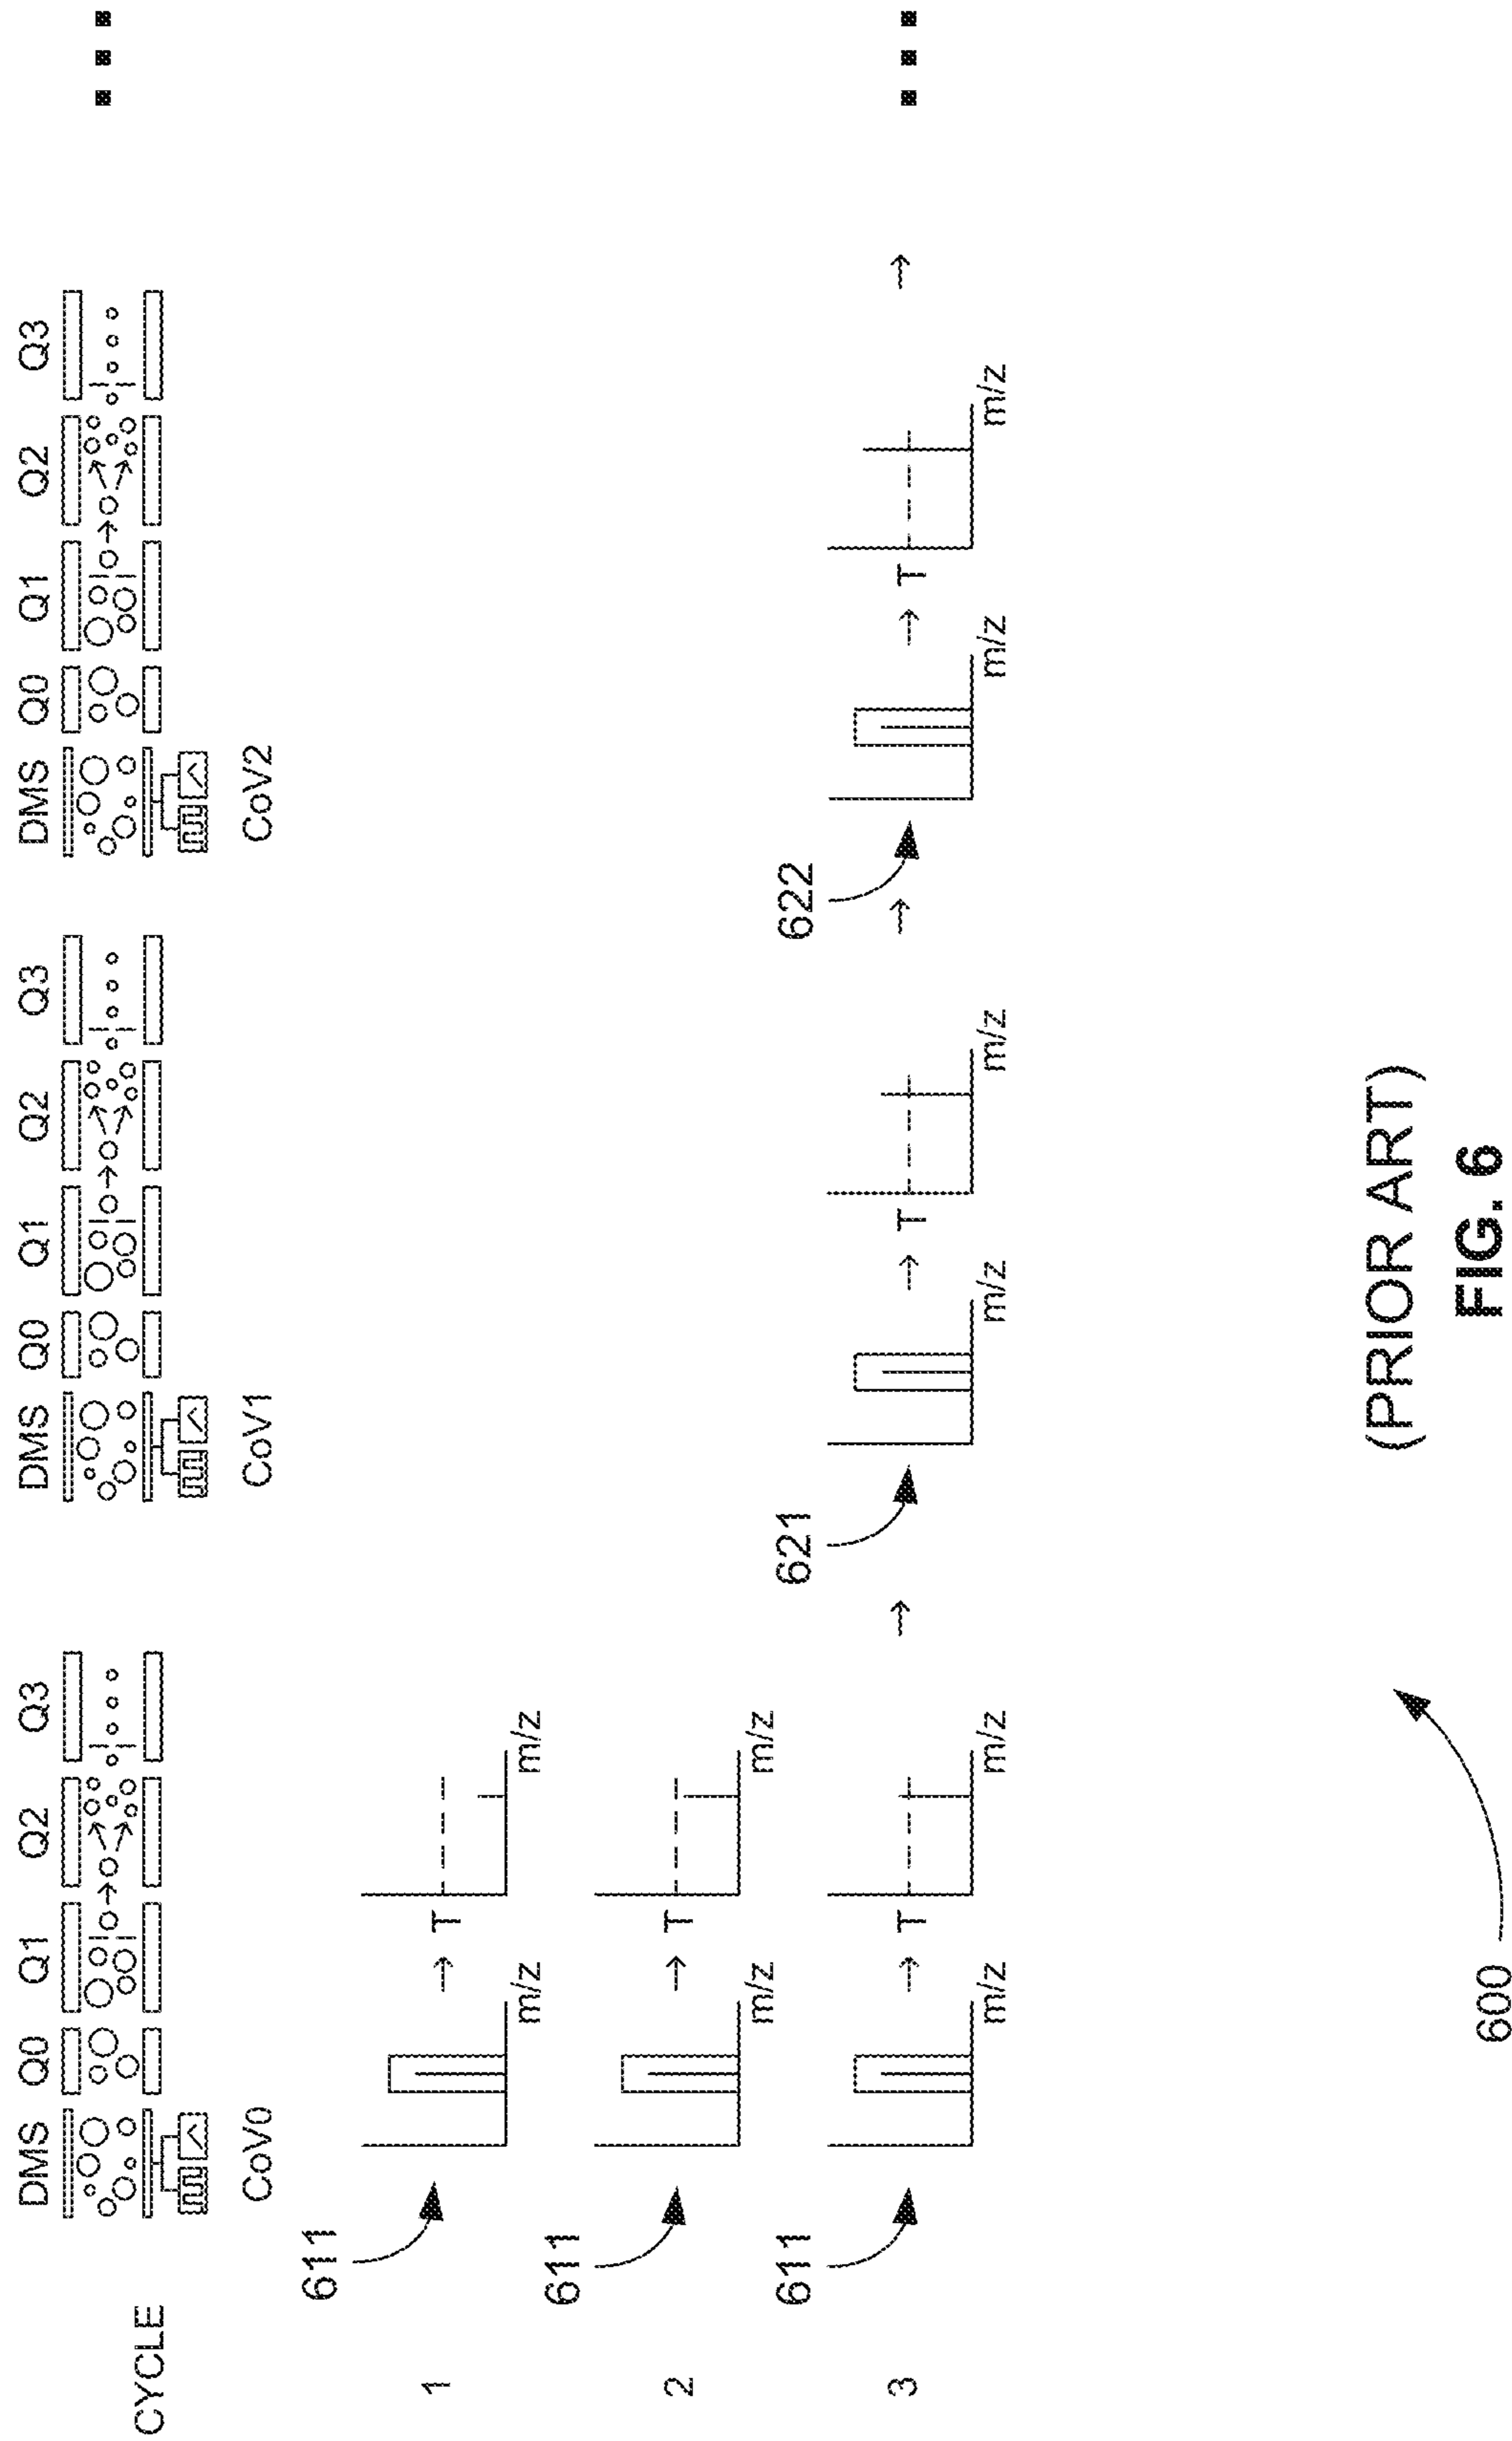 DMS Q0 Q1 Q2 Q3 DMS Q0 Q1 Q2 Q3 DMS Q0 Q1 Q2 Q3
CYCLE
CoV0 CoV1 CoV2
611
1
T
m/z m/z
611
2
T
m/z m/z
611 621 622
3
T T T
m/z m/z m/z m/z m/z m/z
(PRIOR ART)
600
FIG. 6